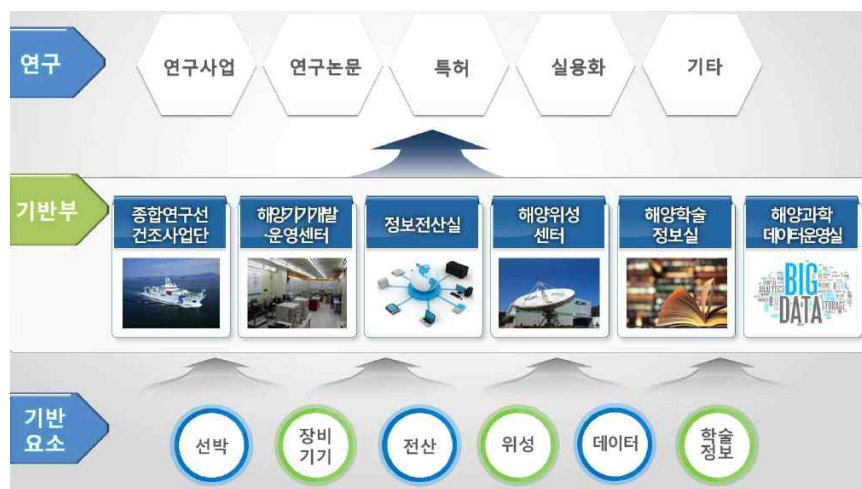 연구
연구사업
연구논문
특허
실용화
기타
기반부
종합연구선
건조사업단
해양기기개발
·운영센터
정보전산실
해양위성
센터
해양학술
정보실
해양과학
데이터운영실
BIG
DATA
ANALYTICS
STORAGE
기반
요소
선박
장비
기기
전산
위성
데이터
학술
정보